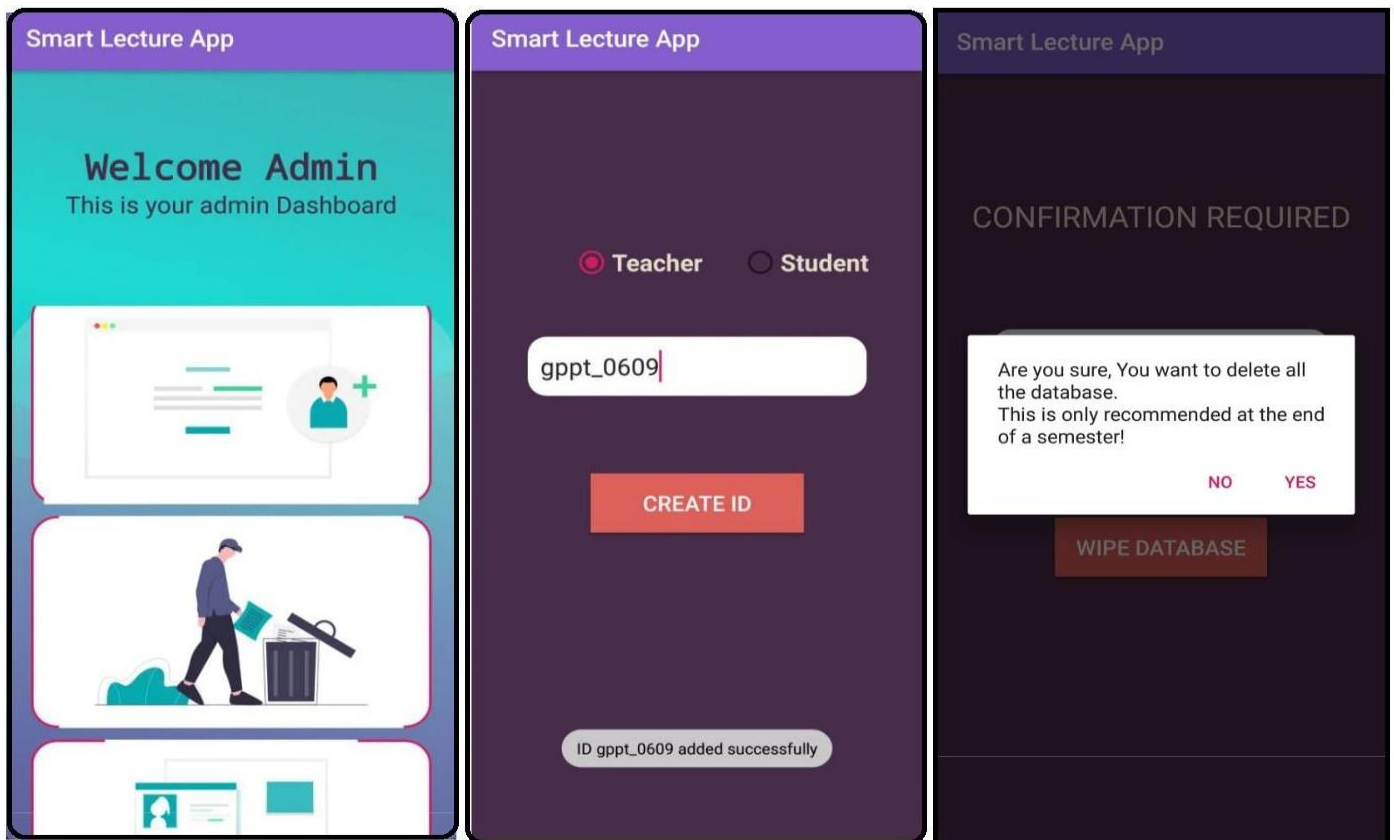 Smart Lecture App
Welcome Admin
This is your admin Dashboard
Smart Lecture App
Teacher
Student
gppt_0609
CREATE ID
ID gppt_0609 added successfully
Smart Lecture App
CONFIRMATION REQUIRED
Are you sure, You want to delete all
the database.
This is only recommended at the end
of a semester!
NO
YES
WIPE DATABASE